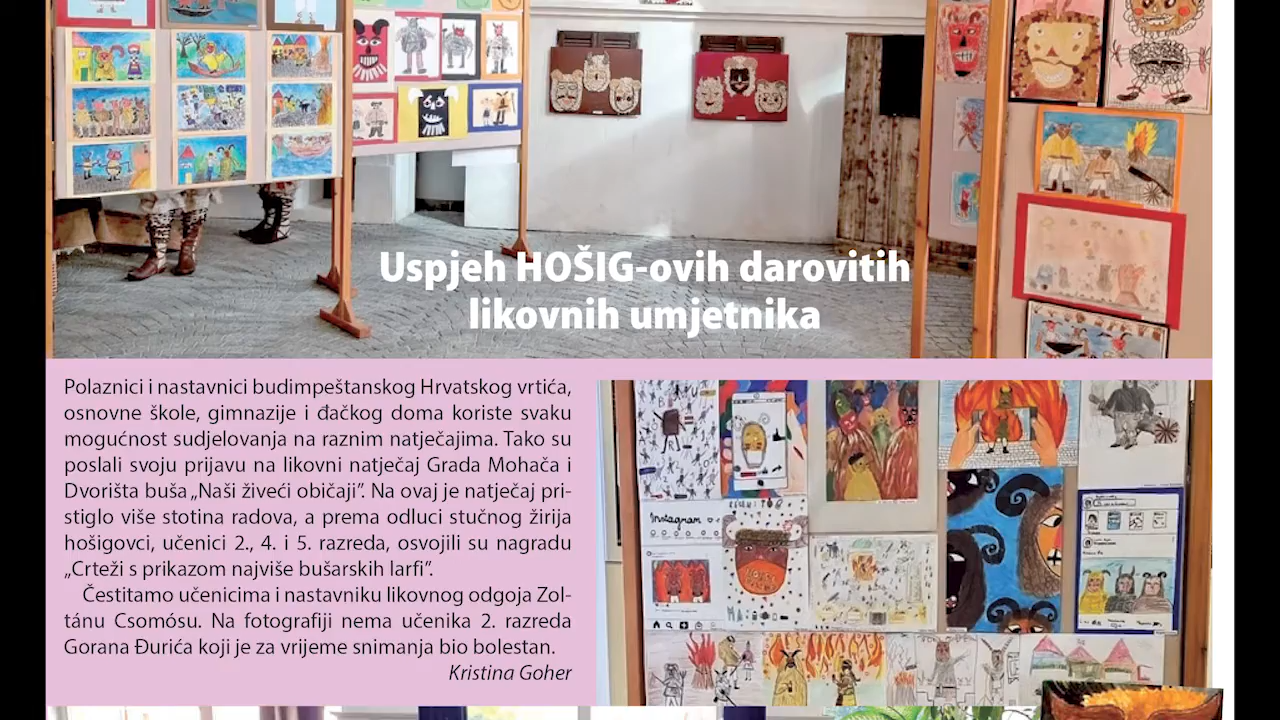 Uspjeh HOŠIG-ovih darovitih
likovnih umjetnika
Polaznici i nastavnici budimpeštanskog Hrvatskog vrtića,
osnovne škole, gimnazije i đačkog doma koriste svaku
mogućnost sudjelovanja na raznim natječajima. Tako su
poslali svoju prijavu na likovni natječaj Grada Mohača i
Dvorišta buša „Naši živeći običaji”. Na ovaj je natječaj pri-
stiglo više stotina radova, a prema odluci stučnog žirija
hošigovci, učenici 2., 4. i 5. razreda osvojili su nagradu
„Crteži s prikazom najviše bušarskih larfi”.
Čestitamo učenicima i nastavniku likovnog odgoja Zol-
tánu Csomósu. Na fotografiji nema učenika 2. razreda
Gorana Đurića koji je za vrijeme snimanja bio bolestan.
Kristina Goher
Instagram